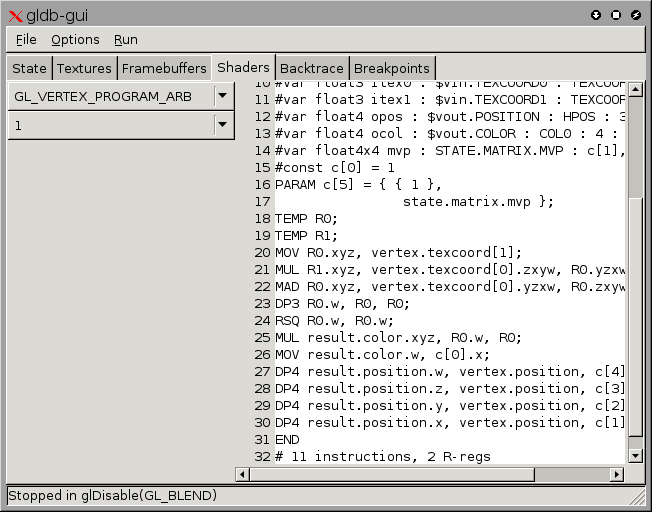 gldb-gui
File Options Run
State Textures Framebuffers Shaders Backtrace Breakpoints
GL_VERTEX_PROGRAM_ARB
1
10 #var float3 itex0 : $vin.TEXCOORD0 : TEXCOOR
11 #var float3 itex1 : $vin.TEXCOORD1 : TEXCOOR
12 #var float4 opos : $vout.POSITION : HPOS : 3
13 #var float4 ocol : $vout.COLOR : COL0 : 4 :
14 #var float4x4 mvp : STATE.MATRIX.MVP : c[1],
15 #const c[0] = 1
16 PARAM c[5] = { { 1 },
17 state.matrix.mvp };
18 TEMP R0;
19 TEMP R1;
20 MOV R0.xyz, vertex.texcoord[1];
21 MUL R1.xyz, vertex.texcoord[0].zxyw, R0.yzxw
22 MAD R0.xyz, vertex.texcoord[0].yzxw, R0.zxyw
23 DP3 R0.w, R0, R0;
24 RSQ R0.w, R0.w;
25 MUL result.color.xyz, R0.w, R0;
26 MOV result.color.w, c[0].x;
27 DP4 result.position.w, vertex.position, c[4]
28 DP4 result.position.z, vertex.position, c[3]
29 DP4 result.position.y, vertex.position, c[2]
30 DP4 result.position.x, vertex.position, c[1]
31 END
32 # 11 instructions, 2 R-regs
Stopped in glDisable(GL_BLEND)